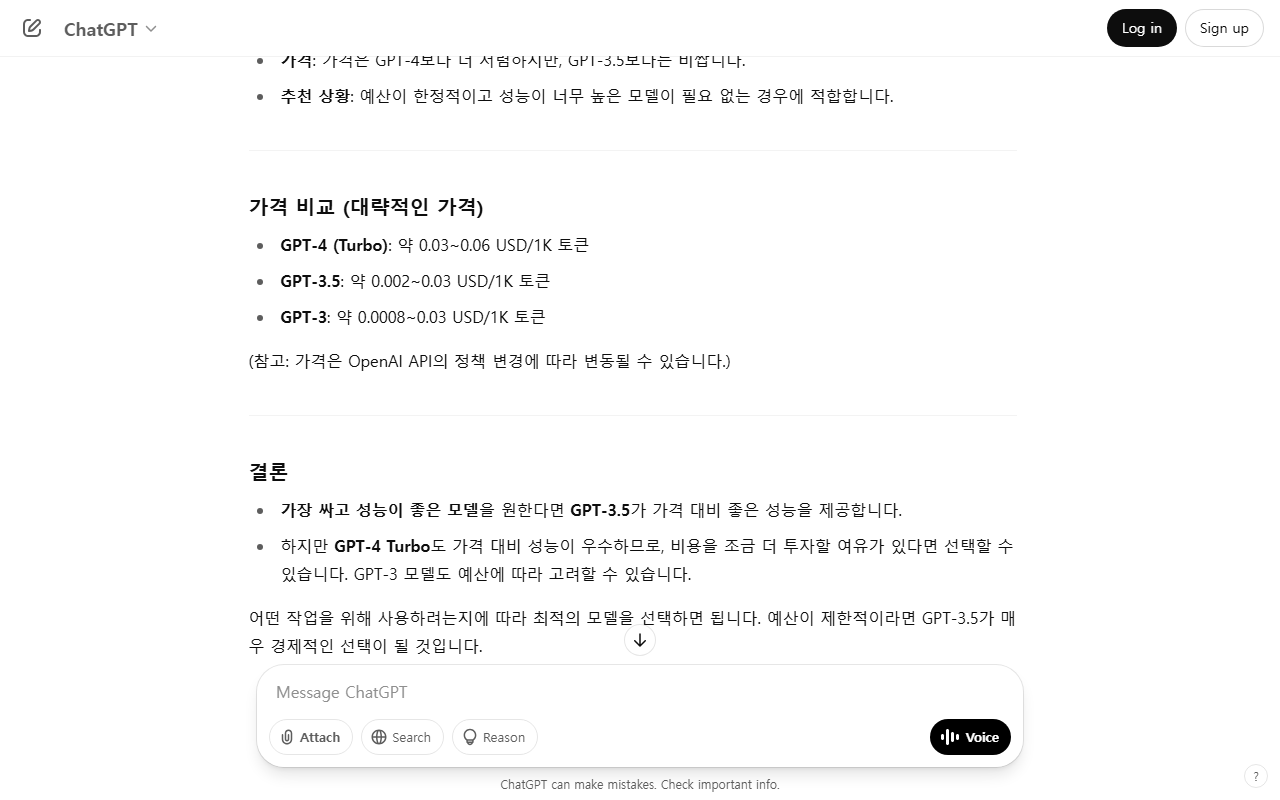 ChatGPT
Log in
Sign up
가격: 가격은 GPT-4보다 더 저렴하지만, GPT-3.5보다는 비쌉니다.
추천 상황: 예산이 한정적이고 성능이 너무 높은 모델이 필요 없는 경우에 적합합니다.
가격 비교 (대략적인 가격)
GPT-4 (Turbo): 약 0.03~0.06 USD/1K 토큰
GPT-3.5: 약 0.002~0.03 USD/1K 토큰
GPT-3: 약 0.0008~0.03 USD/1K 토큰
(참고: 가격은 OpenAI API의 정책 변경에 따라 변동될 수 있습니다.)
결론
가장 싸고 성능이 좋은 모델을 원한다면 GPT-3.5가 가격 대비 좋은 성능을 제공합니다.
하지만 GPT-4 Turbo도 가격 대비 성능이 우수하므로, 비용을 조금 더 투자할 여유가 있다면 선택할 수
있습니다. GPT-3 모델도 예산에 따라 고려할 수 있습니다.
어떤 작업을 위해 사용하려는지에 따라 최적의 모델을 선택하면 됩니다. 예산이 제한적이라면 GPT-3.5가 매
우 경제적인 선택이 될 것입니다.
Message ChatGPT
Attach
Search
Reason
Voice
ChatGPT can make mistakes. Check important info.
?